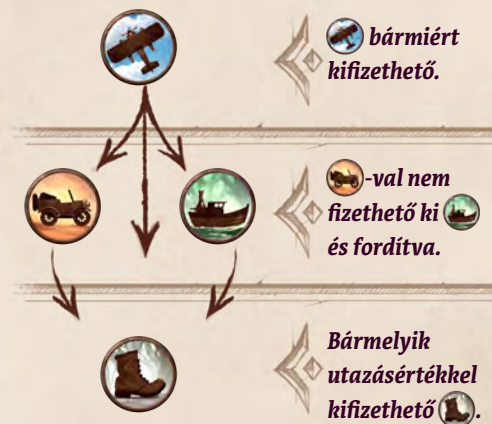 bármiért
kifizethető.
-val nem
fizethető ki
és fordítva.
Bármelyik
utazásértékkel
kifizethető .